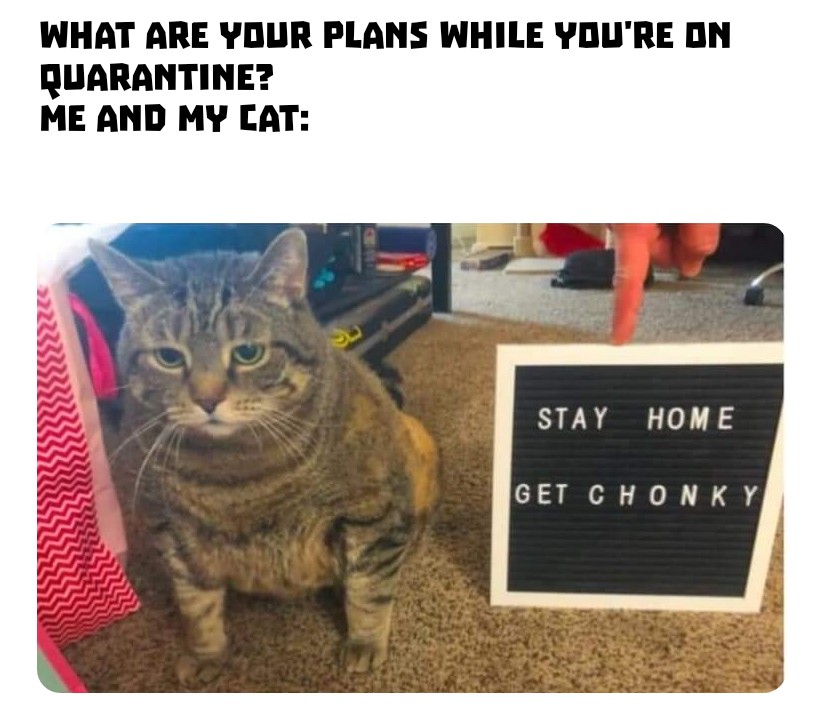 WHAT ARE YOUR PLANS WHILE YOU'RE ON
QUARANTINE?
ME AND MY CAT:
STAY HOME
GET CHONKY